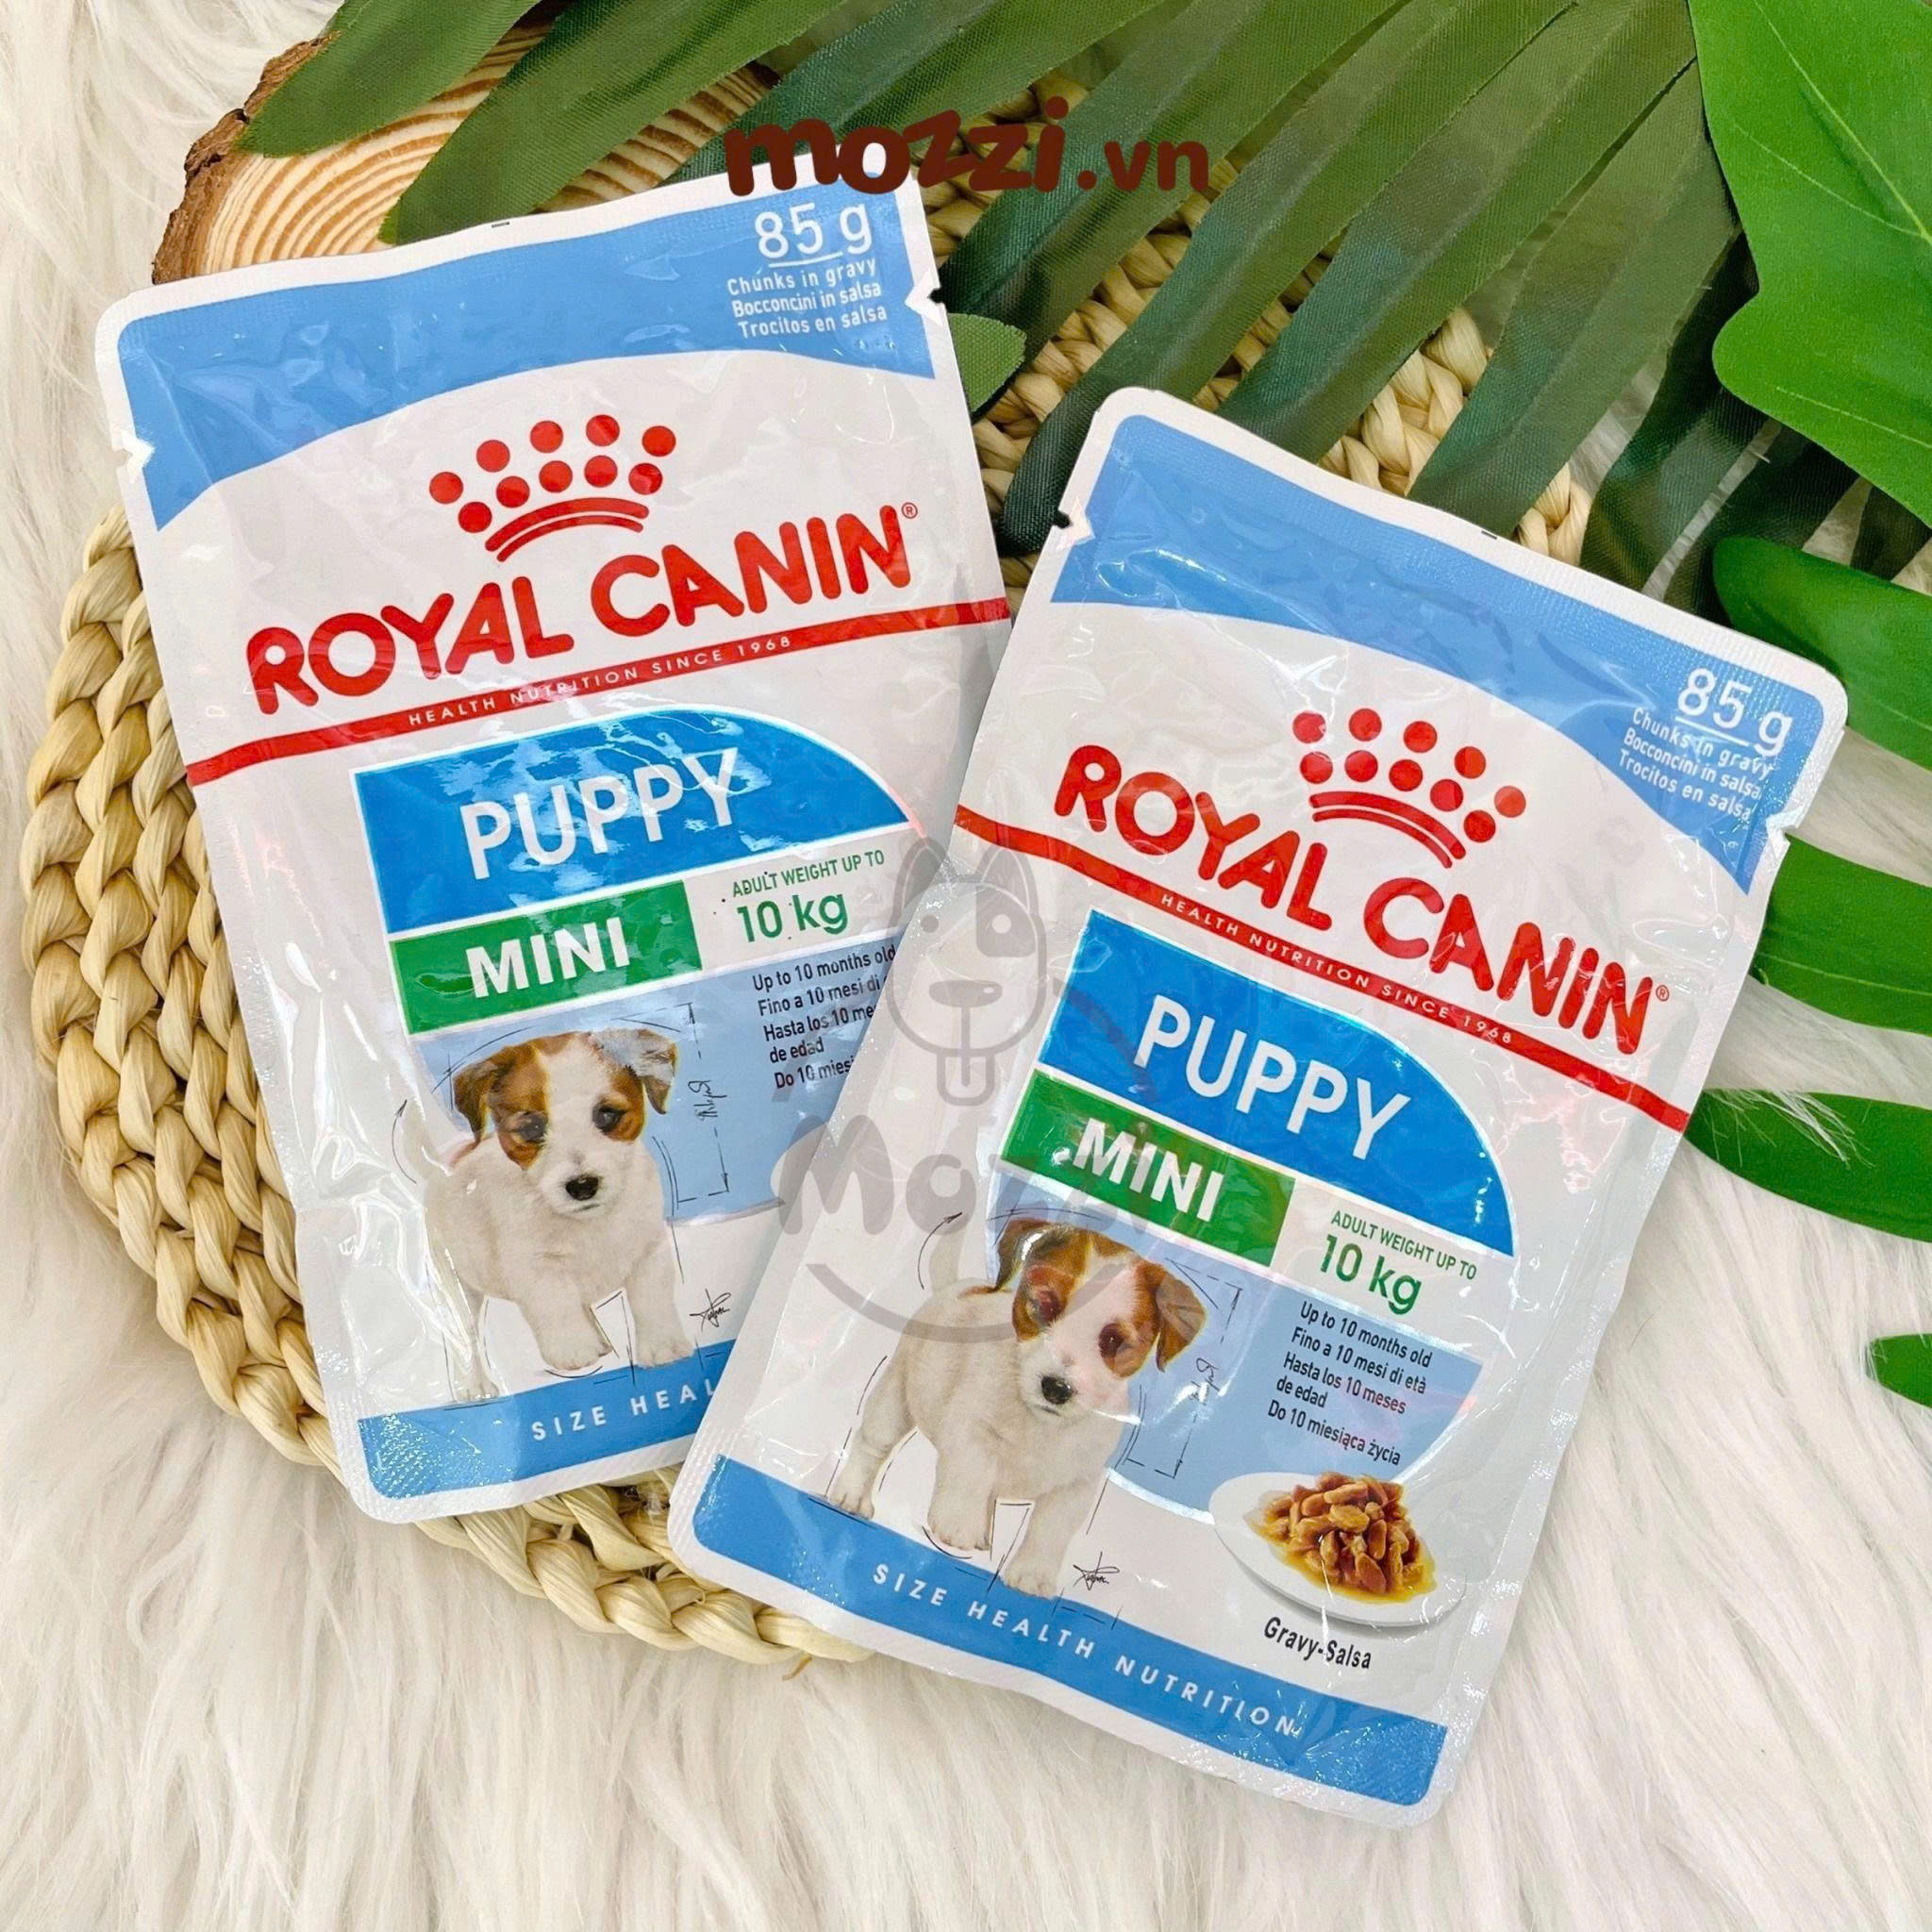 mozzi.vn
85 g
Chunks in gravy
Bocconcini in salsa
Trocitos en salsa
ROYAL CANIN®
HEALTH NUTRITION SINCE 1968
PUPPY
MINI
ADULT WEIGHT UP TO
10 kg
Up to 10 months old
Fino a 10 mesi di
Hasta los 10
de edad
Do 10
SIZE
85 g
Chunks in gravy
Bocconcini in salsa
Trocitos en salsa
ROYAL CANIN®
HEALTH NUTRITION SINCE 1968
PUPPY
MINI
ADULT WEIGHT UP TO
10 kg
Up to 10 months old
Fino a 10 mesi di età
Hasta los 10 meses
de edad
Do 10 miesiąca życia
Gravy-Salsa
SIZE HEALTH NUTRITION